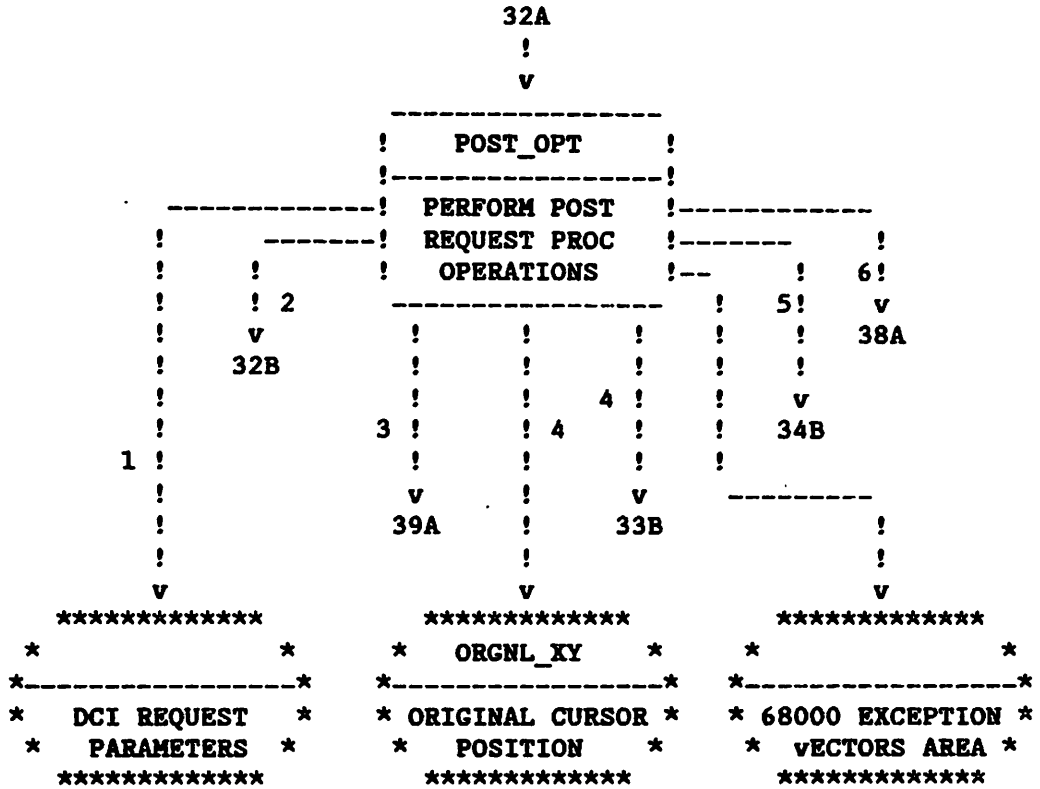 32A
!
v
-----------------
! POST_OPT !
!-----------------!
-------------! PERFORM POST !------------
! -------! REQUEST PROC !------- !
! ! ! OPERATIONS !-- ! 6!
! ! 2 ----------------- ! 5! v
! v ! ! ! ! ! 38A
! 32B ! ! ! ! !
! ! ! 4 ! ! v
! 3 ! ! 4 ! ! 34B
1 ! ! ! ! !
! v ! v ---------
! 39A ! 33B !
! ! !
v v v
************* ************* *************
* * * ORGNL_XY * * *
*-----------------* *-----------------* *-----------------*
* DCI REQUEST * * ORIGINAL CURSOR * * 68000 EXCEPTION *
* PARAMETERS * * POSITION * * vECTORS AREA *
************* ************* *************